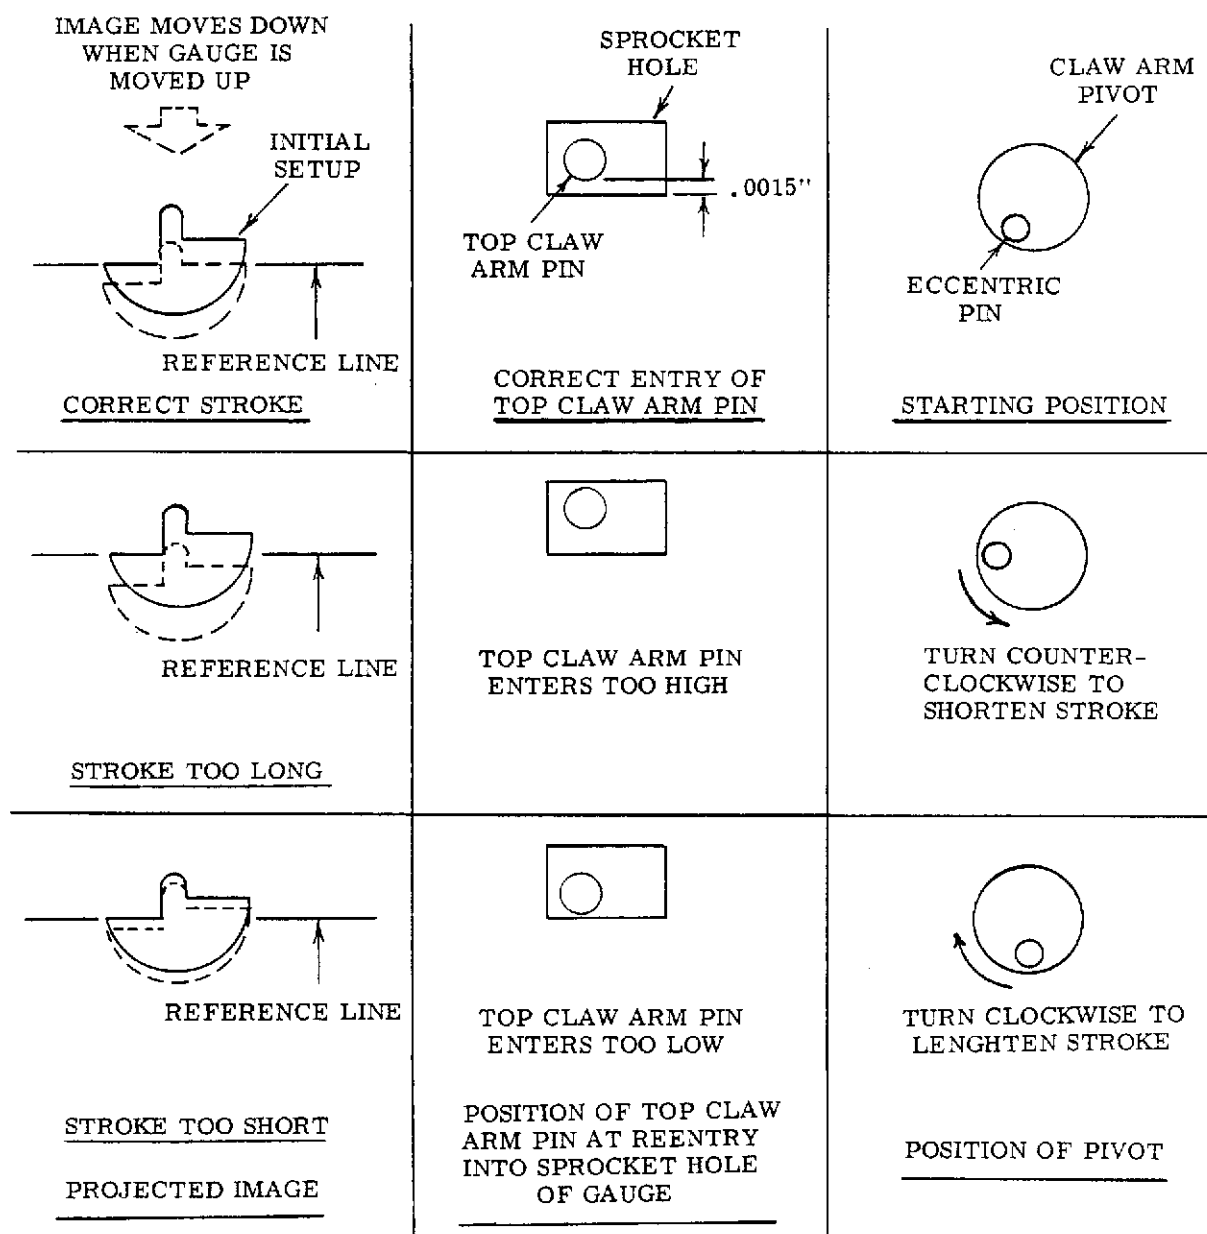 IMAGE MOVES DOWN
WHEN GAUGE IS
MOVED UP
INITIAL
SETUP
REFERENCE LINE
CORRECT STROKE
SPROCKET
HOLE
.0015"
TOP CLAW
ARM PIN
CORRECT ENTRY OF
TOP CLAW ARM PIN
CLAW ARM
PIVOT
ECCENTRIC
PIN
STARTING POSITION
REFERENCE LINE
STROKE TOO LONG
TOP CLAW ARM PIN
ENTERS TOO HIGH
TURN COUNTER-
CLOCKWISE TO
SHORTEN STROKE
REFERENCE LINE
STROKE TOO SHORT
PROJECTED IMAGE
TOP CLAW ARM PIN
ENTERS TOO LOW
POSITION OF TOP CLAW
ARM PIN AT REENTRY
INTO SPROCKET HOLE
OF GAUGE
TURN CLOCKWISE TO
LENGHTEN STROKE
POSITION OF PIVOT